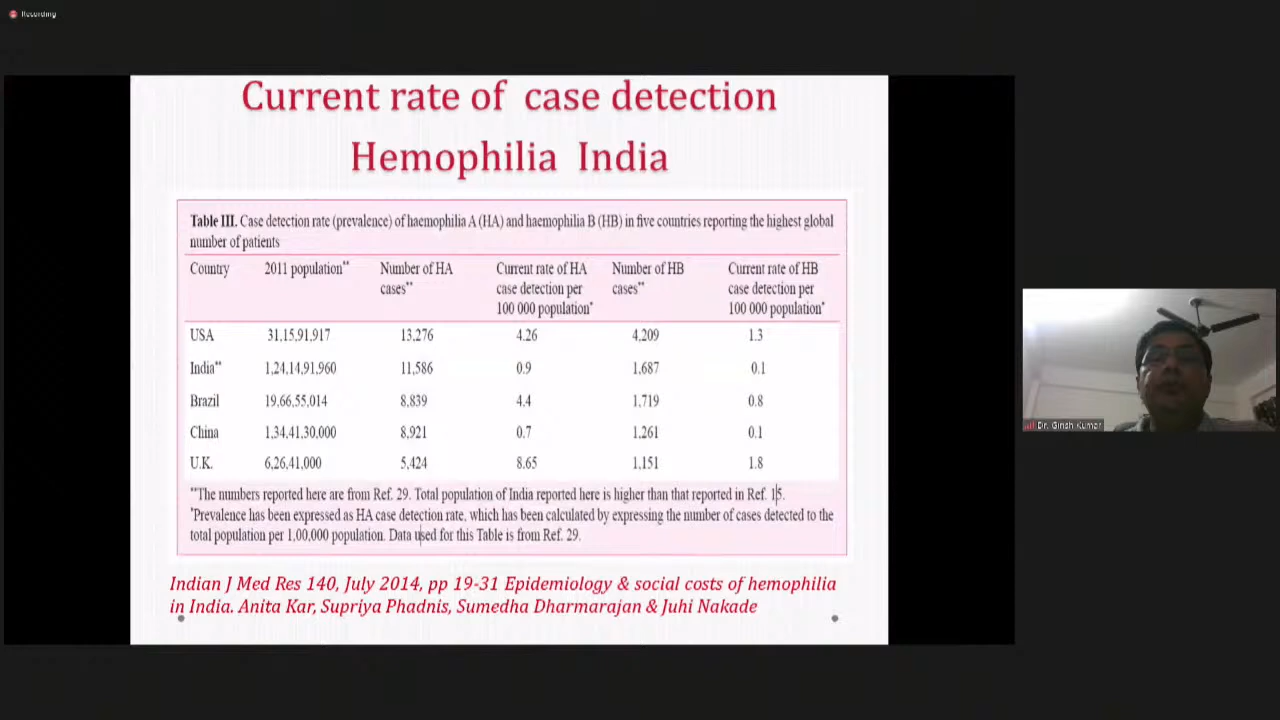 Recording
Current rate of case detection
Hemophilia India
Table III. Case detection rate (prevalence) of haemophilia A (HA) and haemophilia B (HB) in five countries reporting the highest global
number of patients
Country 2011 population** Number of HA cases** Current rate of HA case detection per 100 000 population* Number of HB cases** Current rate of HB case detection per 100 000 population*
USA 31,15,91,917 13,276 4.26 4,209 1.3
India** 1,24,14,91,960 11,586 0.9 1,687 0.1
Brazil 19,66,55,014 8,839 4.4 1,719 0.8
China 1,34,41,30,000 8,921 0.7 1,261 0.1
U.K. 6,26,41,000 5,424 8.65 1,151 1.8
**The numbers reported here are from Ref. 29. Total population of India reported here is higher than that reported in Ref. 15.
*Prevalence has been expressed as HA case detection rate, which has been calculated by expressing the number of cases detected to the
total population per 1,00,000 population. Data used for this Table is from Ref. 29.
Indian J Med Res 140, July 2014, pp 19-31 Epidemiology & social costs of hemophilia
in India. Anita Kar, Supriya Phadnis, Sumedha Dharmarajan & Juhi Nakade
Dr. Girish Kumar